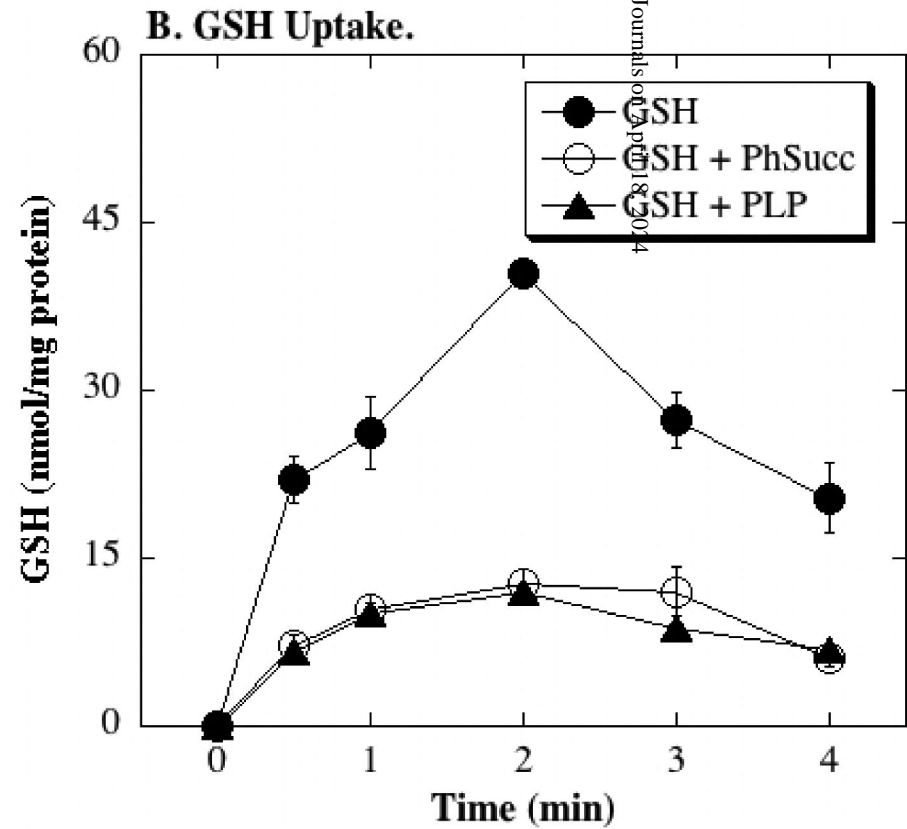 B. GSH Uptake.
Journals on April 18, 2024
60
45
30
15
0
GSH (nmol/mg protein)
GSH
GSH + PhSucc
GSH + PLP
0 1 2 3 4
Time (min)